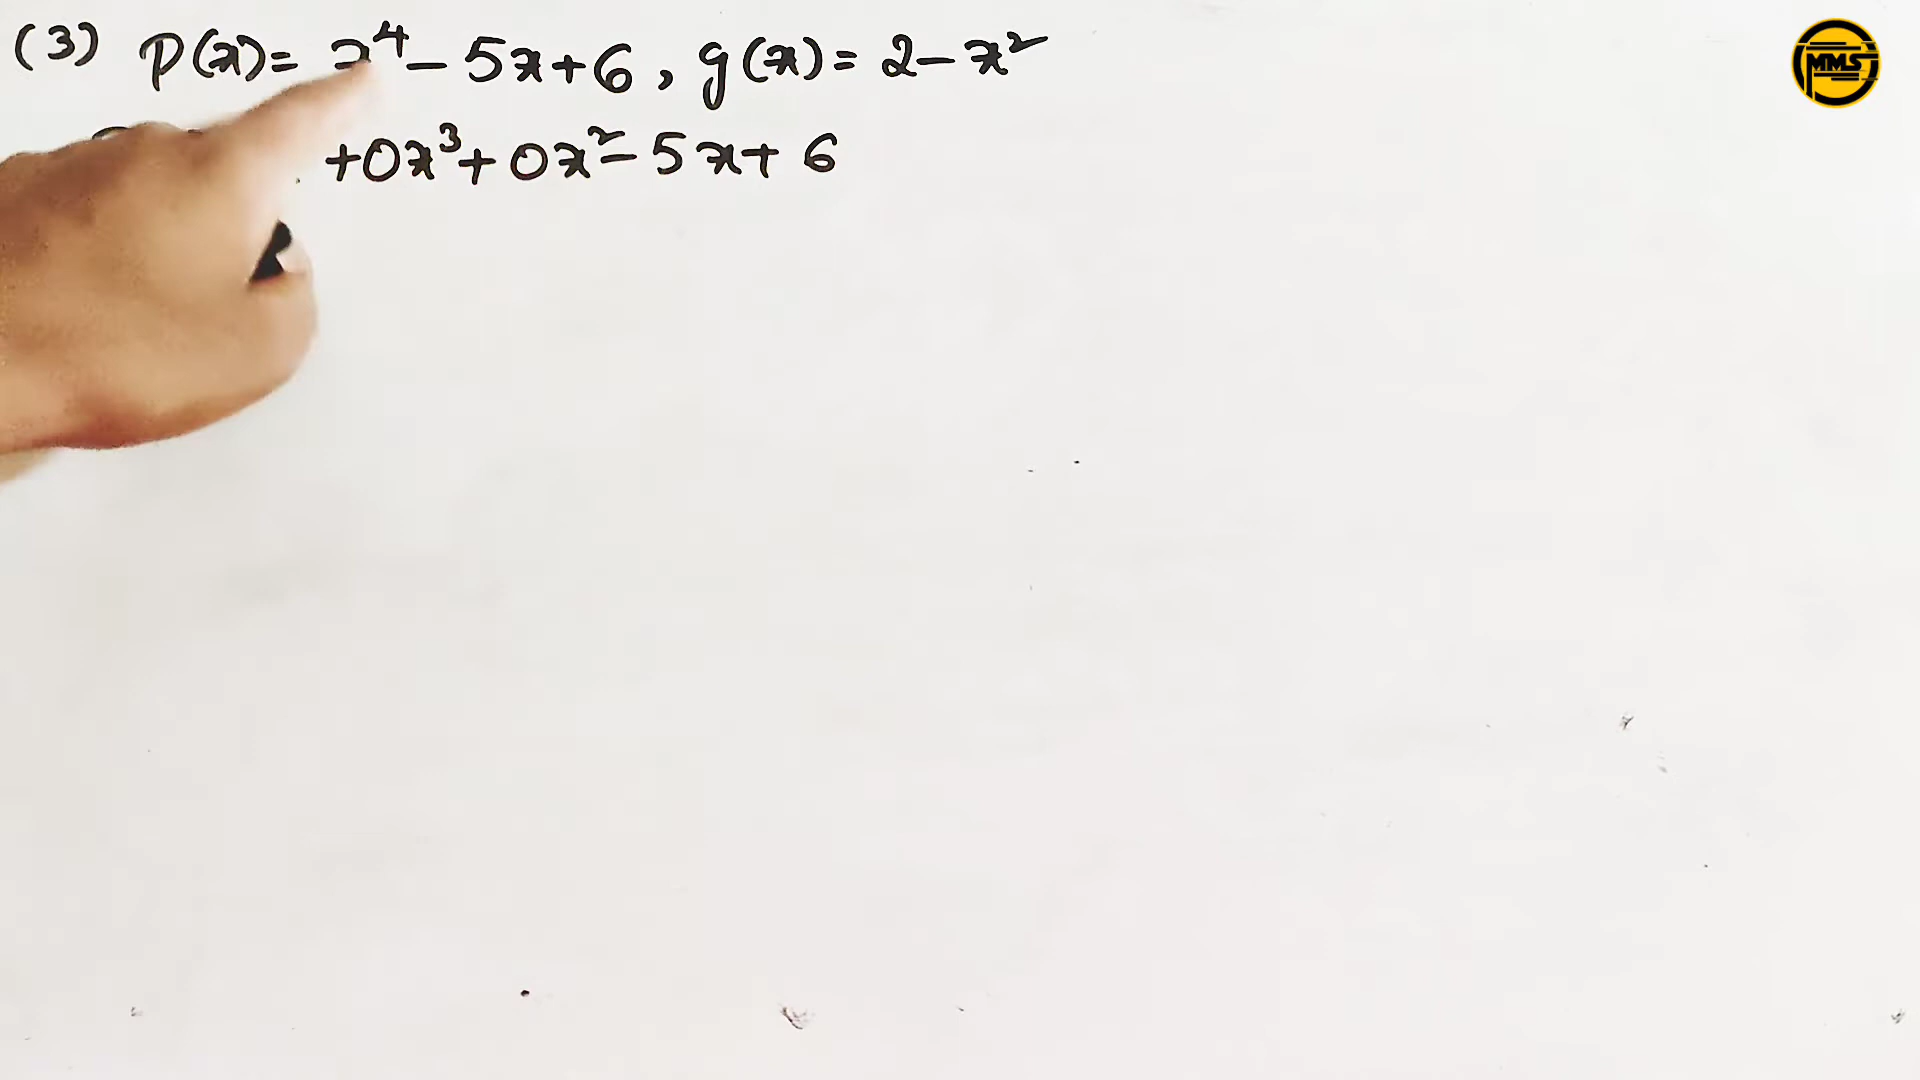 (3) P(x)= x⁴- 5x+6, g(x)= 2-x²
+0x³+0x²-5x+ 6
MMS